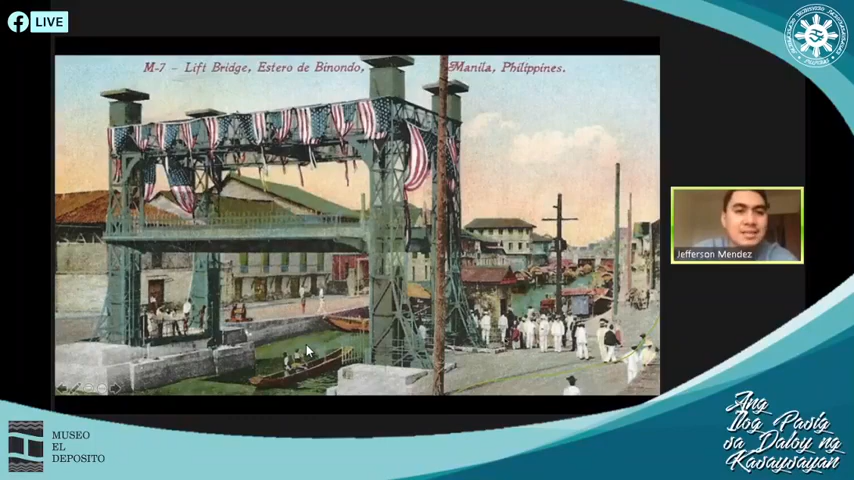 LIVE
M-7 – Lift Bridge, Estero de Binondo, Manila, Philippines.
Jefferson Mendez
MUSEO
EL
DEPOSITO
Ang
Ilog Pasig
sa Daloy ng
Kasaysayan